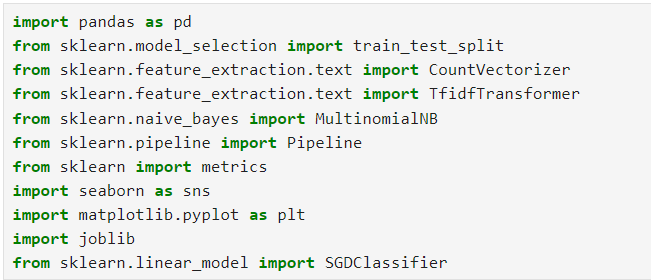 import pandas as pd
from sklearn.model_selection import train_test_split
from sklearn.feature_extraction.text import CountVectorizer
from sklearn.feature_extraction.text import TfidfTransformer
from sklearn.naive_bayes import MultinomialNB
from sklearn.pipeline import Pipeline
from sklearn import metrics
import seaborn as sns
import matplotlib.pyplot as plt
import joblib
from sklearn.linear_model import SGDClassifier